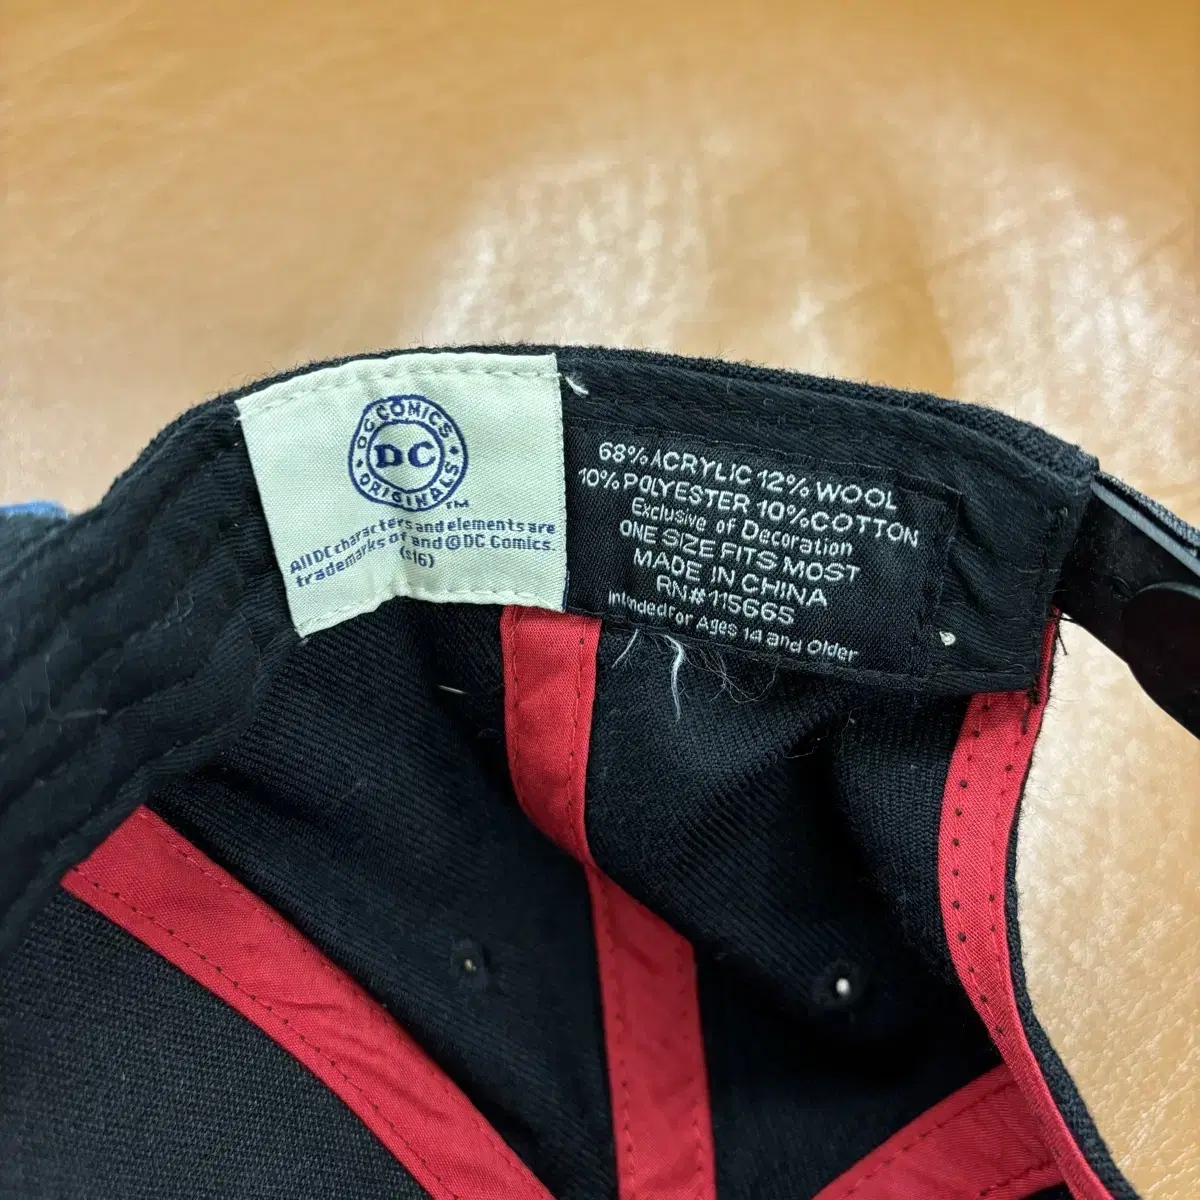 DC COMICS
DC
ORIGINALS
TM
All DC characters and elements are
trademarks of and © DC Comics.
(s16)
68% ACRYLIC 12% WOOL
10% POLYESTER 10% COTTON
Exclusive of Decoration
ONE SIZE FITS MOST
MADE IN CHINA
RN# 115665
Intended For Ages 14 and Older